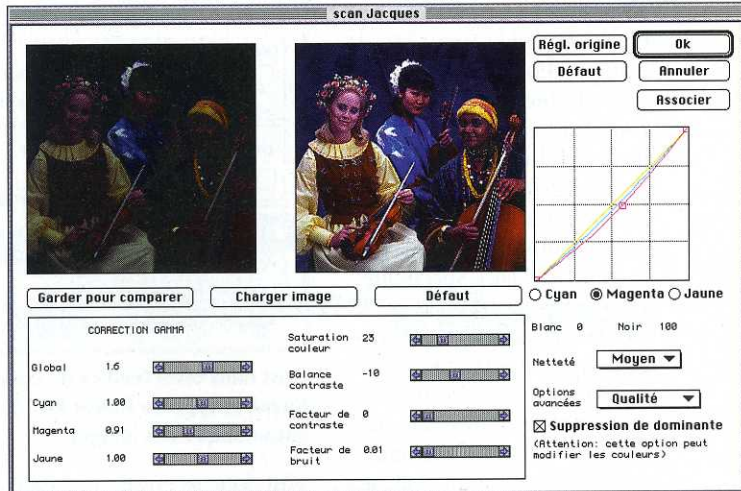 scan Jacques
Régl. origine
Ok
Défaut
Annuler
Associer
Garder pour comparer
Charger image
Défaut
Cyan
Magenta
Jaune
CORRECTION GAMMA
Global 1.6
Cyan 1.00
Magenta 0.91
Jaune 1.00
Saturation 23
couleur
Balance -10
contraste
Facteur de 0
contraste
Facteur de 0.01
bruit
Blanc 0 Noir 100
Netteté Moyen
Options
avancées Qualité
Suppression de dominante
(Attention: cette option peut
modifier les couleurs)